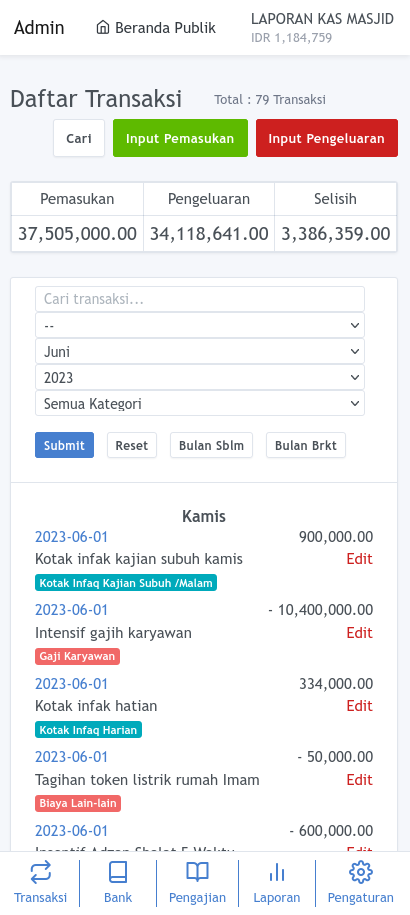 Admin
Beranda Publik
LAPORAN KAS MASJID
IDR 1,184,759
Daftar Transaksi
Total : 79 Transaksi
Cari
Input Pemasukan
Input Pengeluaran
Pemasukan Pengeluaran Selisih
37,505,000.00 34,118,641.00 3,386,359.00
Cari transaksi...
--
Juni
2023
Semua Kategori
Submit Reset Bulan Sblm Bulan Brkt
Kamis
2023-06-01 900,000.00
Kotak infak kajian subuh kamis Edit
Kotak Infaq Kajian Subuh /Malam
2023-06-01 - 10,400,000.00
Intensif gajih karyawan Edit
Gaji Karyawan
2023-06-01 334,000.00
Kotak infak hatian Edit
Kotak Infaq Harian
2023-06-01 - 50,000.00
Tagihan token listrik rumah Imam Edit
Biaya Lain-lain
2023-06-01 - 600,000.00
Transaksi Bank Pengajian Laporan Pengaturan